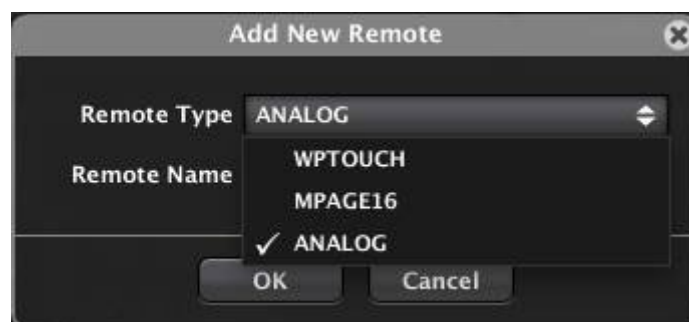 Add New Remote
Remote Type ANALOG
WPTOUCH
Remote Name
MPAGE16
ANALOG
OK Cancel